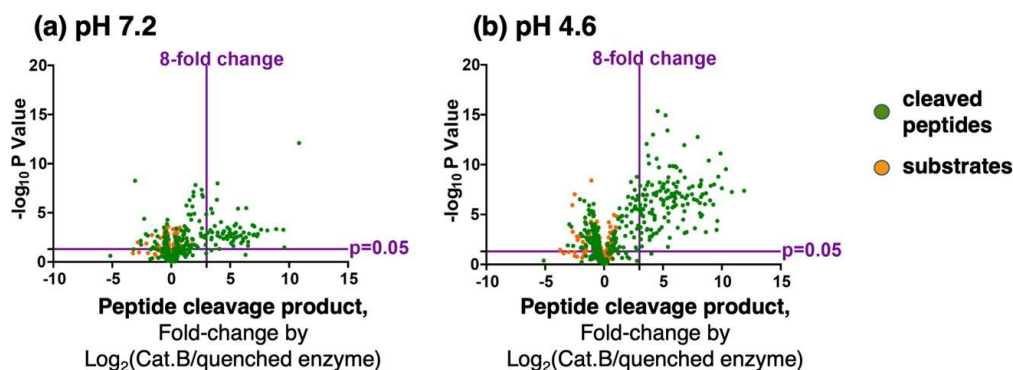 (a) pH 7.2
8-fold change
20
15
10
5
0
-log10 P Value
-10
-5
0
5
10
15
p=0.05
Peptide cleavage product,
Fold-change by
Log2(Cat.B/quenched enzyme)
(b) pH 4.6
8-fold change
20
15
10
5
0
-log10 P Value
-10
-5
0
5
10
15
p=0.05
Peptide cleavage product,
Fold-change by
Log2(Cat.B/quenched enzyme)
cleaved
peptides
substrates